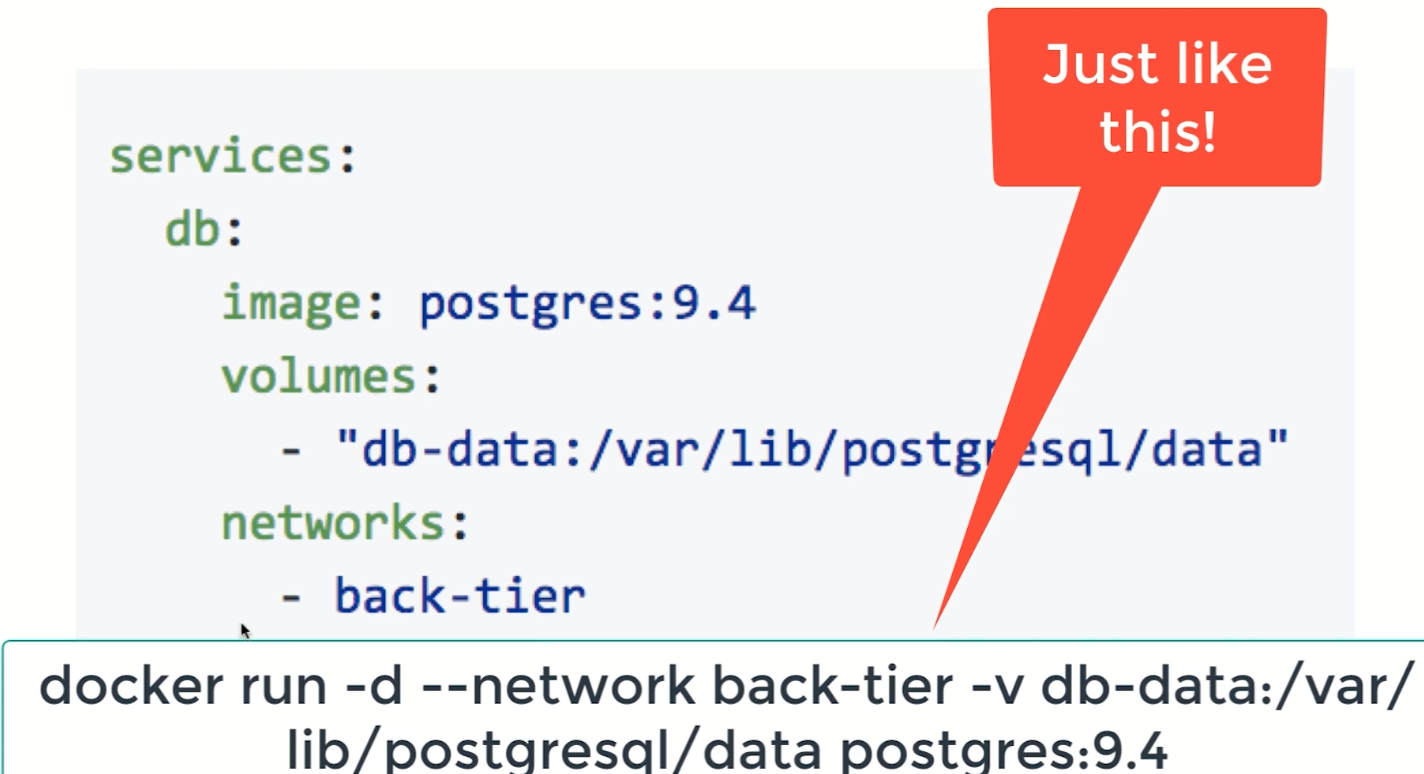 Just like
this!
services:
  db:
    image: postgres:9.4
    volumes:
      - "db-data:/var/lib/postgresql/data"
    networks:
      - back-tier
docker run -d --network back-tier -v db-data:/var/
lib/postgresql/data postgres:9.4